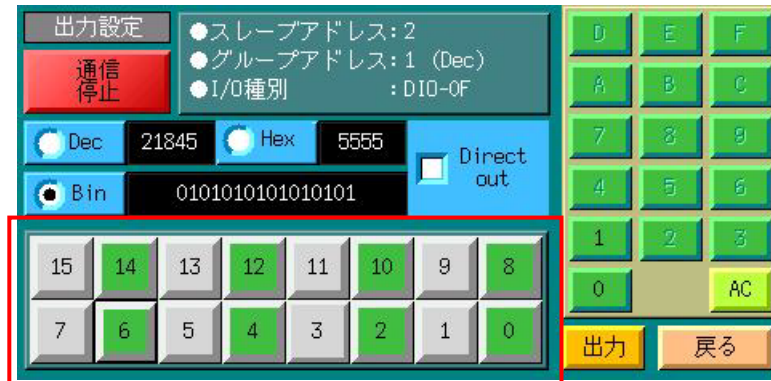 出力設定
通信
停止
●スレーブアドレス:2
●グループアドレス:1 (Dec)
●I/O種別 :DIO-0F
Dec 21845 Hex 5555
Direct
out
Bin 0101010101010101
15 14 13 12 11 10 9 8
7 6 5 4 3 2 1 0
D E F
A B C
7 8 9
4 5 6
1 2 3
0 AC
出力 戻る